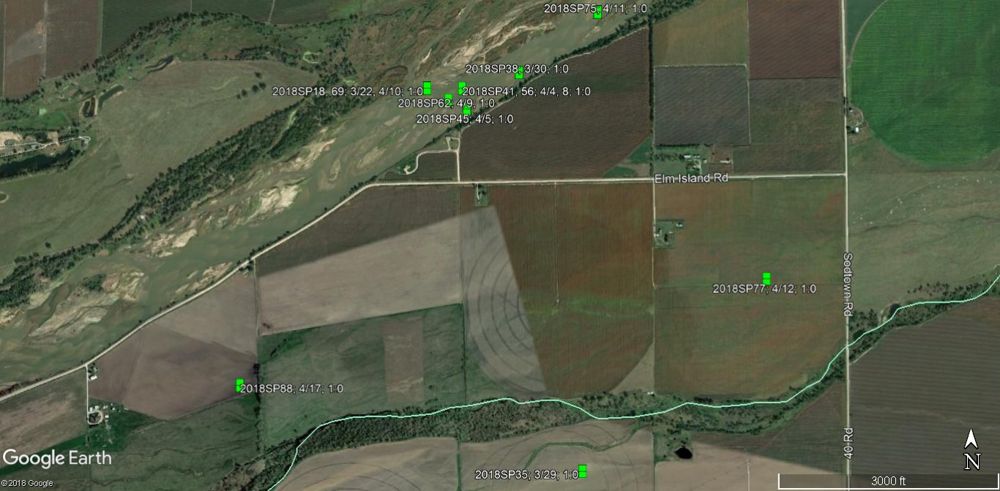 2018SP75; 4/11; 1:0
2018SP38; 3/30; 1:0
2018SP18, 69; 3/22, 4/10; 1:0
2018SP41, 56; 4/4, 8; 1:0
2018SP62; 4/9; 1:0
2018SP45; 4/5; 1:0
Elm Island Rd
Sodtown Rd
2018SP77; 4/12; 1:0
2018SP88; 4/17; 1:0
40 Rd
2018SP35; 3/29; 1:0
Google Earth
N
©2018 Google
3000 ft